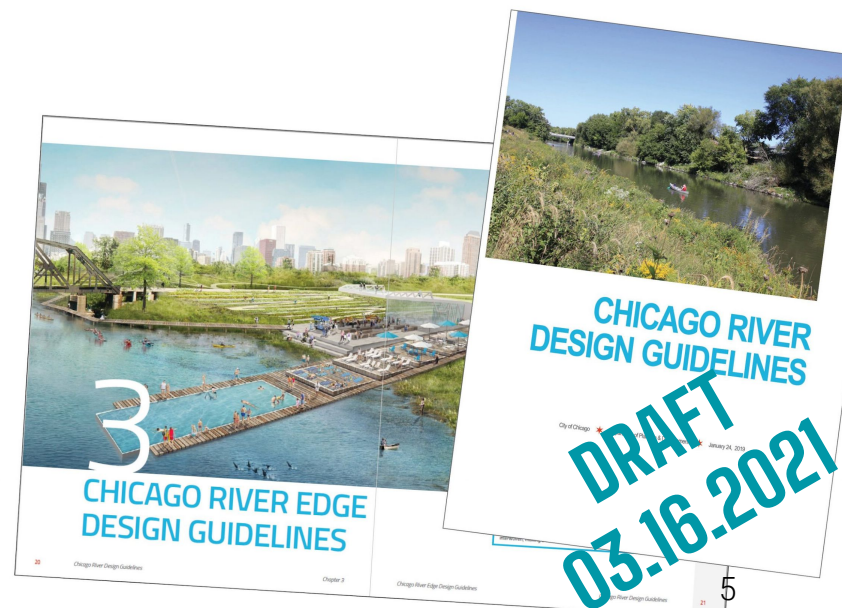 CHICAGO RIVER
DESIGN GUIDELINES
City of Chicago
January 24, 2019
DRAFT
03.16.2021
3
CHICAGO RIVER EDGE
DESIGN GUIDELINES
20
Chicago River Design Guidelines
Chapter 3
Chicago River Edge Design Guidelines
Chicago River Design Guidelines
21
5